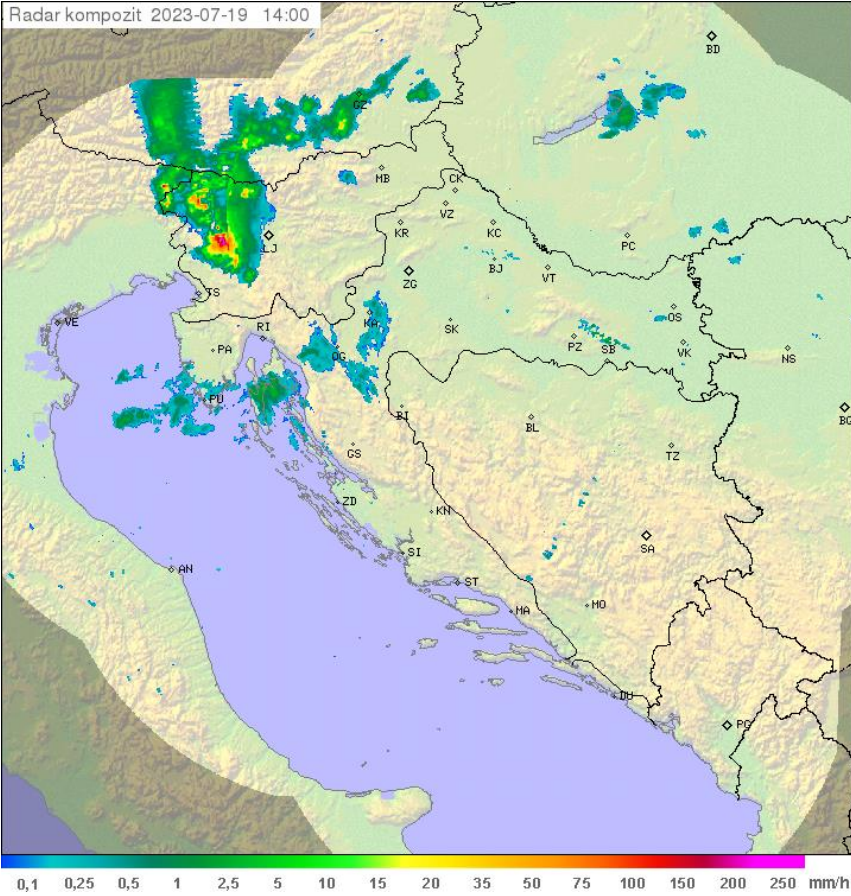 Radar kompozit 2023-07-19 14:00
BD
GZ
MB
CK
VZ
KR
KC
LJ
PC
BJ
VT
ZG
TS
OS
KA
VE
RI
SK
PZ
SB
VK
NS
PA
OG
PU
BI
BL
BG
GS
TZ
ZD
KN
SA
SI
AN
ST
MO
MA
DU
PG
0,1 0,25 0,5 1 2,5 5 10 15 20 35 50 75 100 150 200 250 mm/h